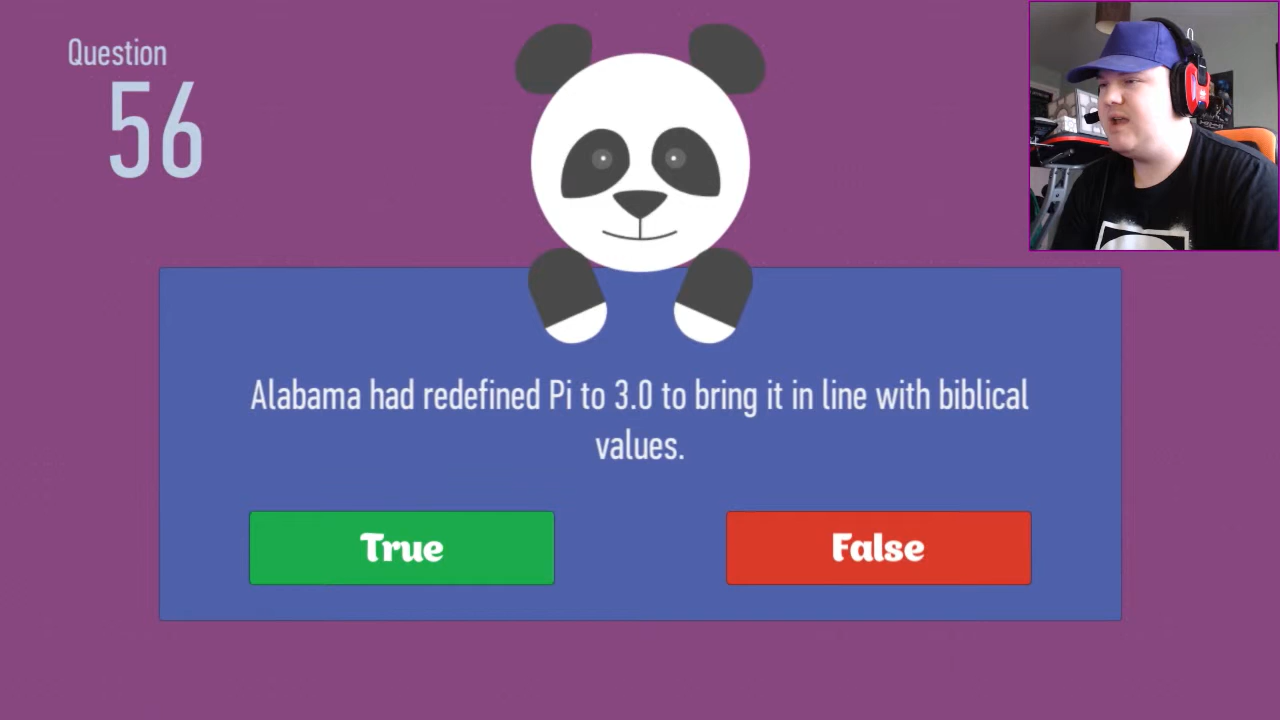 Question
56
Alabama had redefined Pi to 3.0 to bring it in line with biblical
values.
True
False